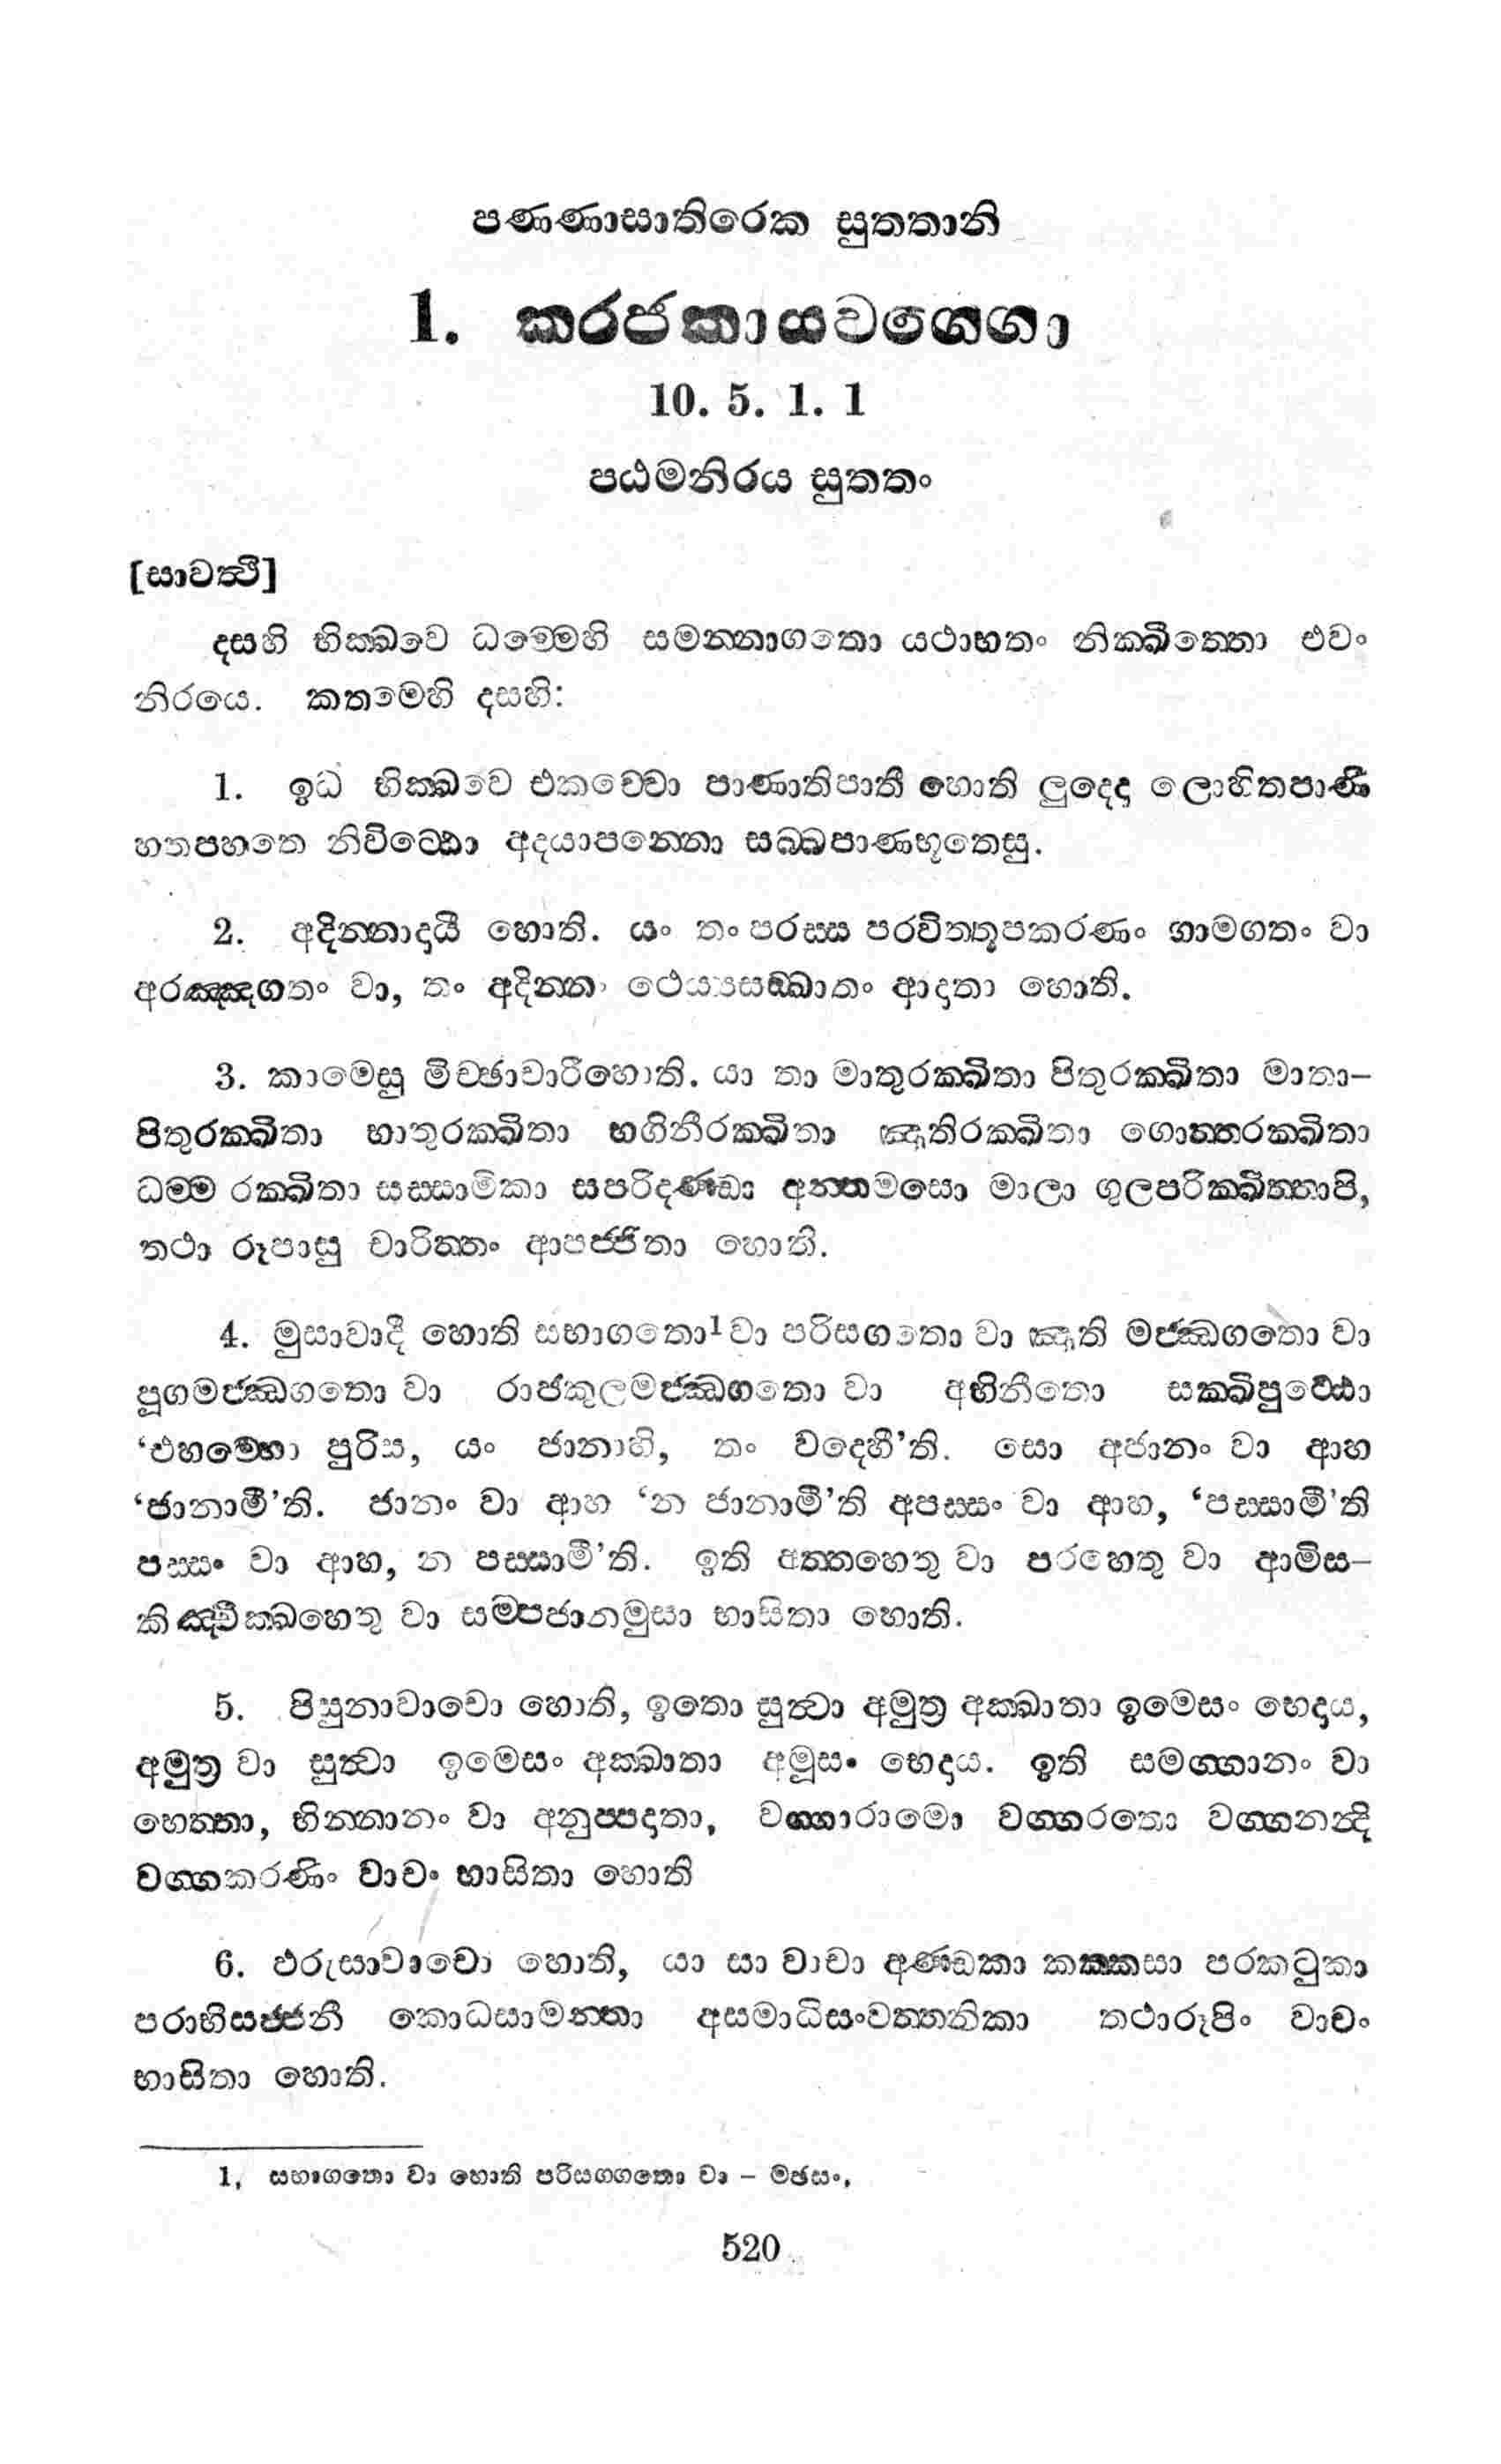 පණ්ණාසාතිරෙක සුත්තානි
1. කරජකායවග්ගො
10. 5. 1. 1
පඨමනිරය සුත්තං
[සාවත්ථි]
දසහි භික්ඛවෙ ධම්මෙහි සමන්නාගතො යථාභතං නික්ඛිත්තො එවං
නිරයෙ. කතමෙහි දසහි:
1. ඉධ භික්ඛවෙ එකච්චො පාණාතිපාතී හොති ලුද්දො ලොහිතපාණී
හතපහතෙ නිවිට්ඨො අදයාපන්නො සබ්බපාණභූතෙසු.
2. අදින්නාදායී හොති. යං තං පරස්ස පරවිත්තූපකරණං ගාමගතං වා
අරඤ්ඤගතං වා, තං අදින්නං ථෙය්‍යසඞ්ඛාතං ආදාතා හොති.
3. කාමෙසු මිච්ඡාචාරීහොති. යා තා මාතුරක්ඛිතා පිතුරක්ඛිතා මාතා-
පිතුරක්ඛිතා භාතුරක්ඛිතා භගිනීරක්ඛිතා ඤාතිරක්ඛිතා ගොත්තරක්ඛිතා
ධම්ම රක්ඛිතා සස්සාමිකා සපරිදණ්ඩා අන්තමසො මාලා ගුලපරික්ඛිත්තාපි,
තථා රූපාසු චාරිත්තං ආපජ්ජිතා හොති.
4. මුසාවාදී හොති සභාගතො1 වා පරිසගතො වා ඤාති මජ්ඣගතො වා
පූගමජ්ඣගතො වා රාජකුලමජ්ඣගතො වා අභිනීතො සක්ඛිපුට්ඨො
‘එහම්භො පුරිස, යං ජානාහි, තං වදෙහී’ති. සො අජානං වා ආහ
‘ජානාමී’ති. ජානං වා ආහ ‘න ජානාමී’ති අපස්සං වා ආහ, ‘පස්සාමී’ති
පස්සං වා ආහ, න පස්සාමී’ති. ඉති අත්තහෙතු වා පරහෙතු වා ආමිස-
කිඤ්චික්ඛහෙතු වා සම්පජානමුසා භාසිතා හොති.
5. පිසුනාවාචො හොති, ඉතො සුත්වා අමුත්‍ර අක්ඛාතා ඉමෙසං භෙදාය,
අමුත්‍ර වා සුත්වා ඉමෙසං අක්ඛාතා අමූසං භෙදාය. ඉති සමග්ගානං වා
භෙත්තා, භින්නානං වා අනුප්පදාතා, වග්ගාරාමො වග්ගරතො වග්ගනන්දි
වග්ගකරණිං වාචං භාසිතා හොති
6. ඵරුසාවාචො හොති, යා සා වාචා අණ්ඩකා කක්කසා පරකටුකා
පරාභිසජ්ජනී කොධසාමන්තා අසමාධිසංවත්තනිකා තථාරූපිං වාචං
භාසිතා හොති.
1, සභාගතො වා හොති පරිසග්ගතො වා – මඡසං,
520